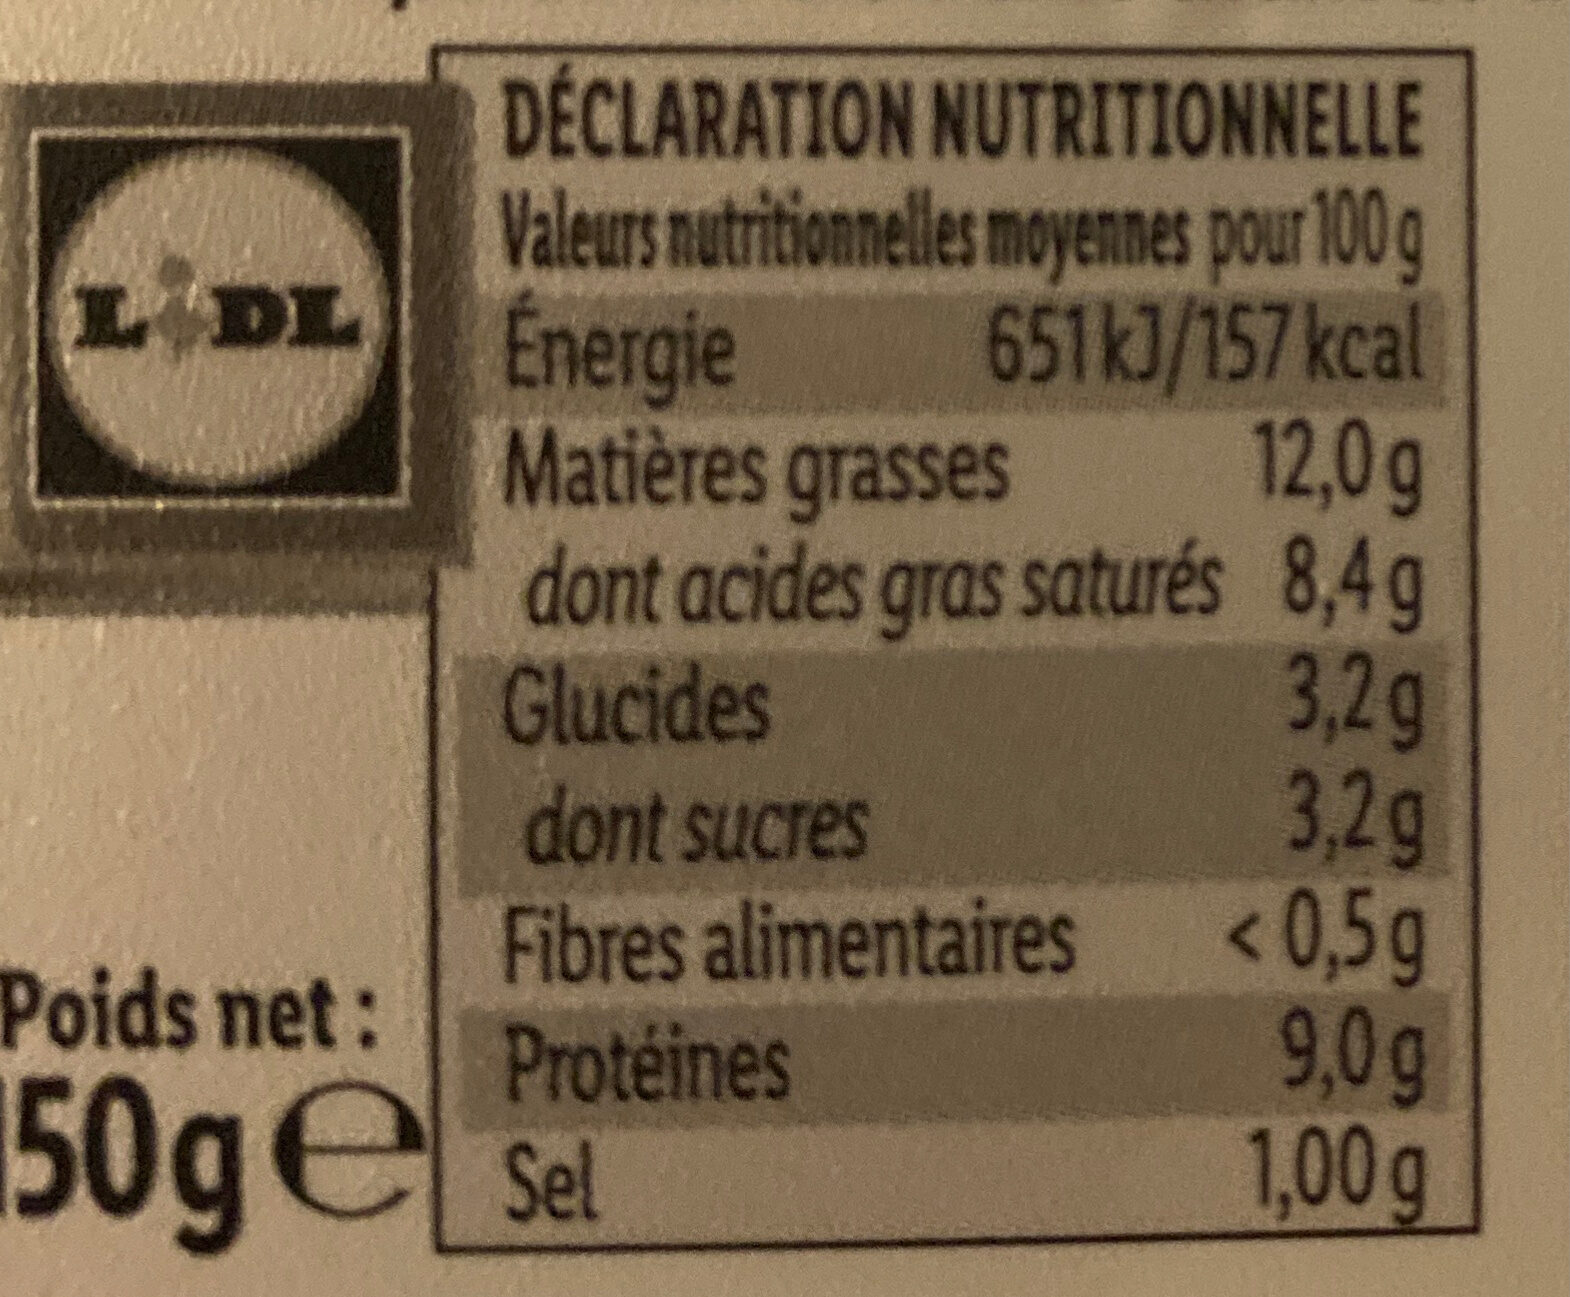 LIDL
DÉCLARATION NUTRITIONNELLE
Valeurs nutritionnelles moyennes pour 100 g
Énergie 651 kJ/157 kcal
Matières grasses 12,0 g
dont acides gras saturés 8,4 g
Glucides 3,2 g
dont sucres 3,2 g
Fibres alimentaires < 0,5 g
Protéines 9,0 g
Sel 1,00 g
Poids net :
150 g e